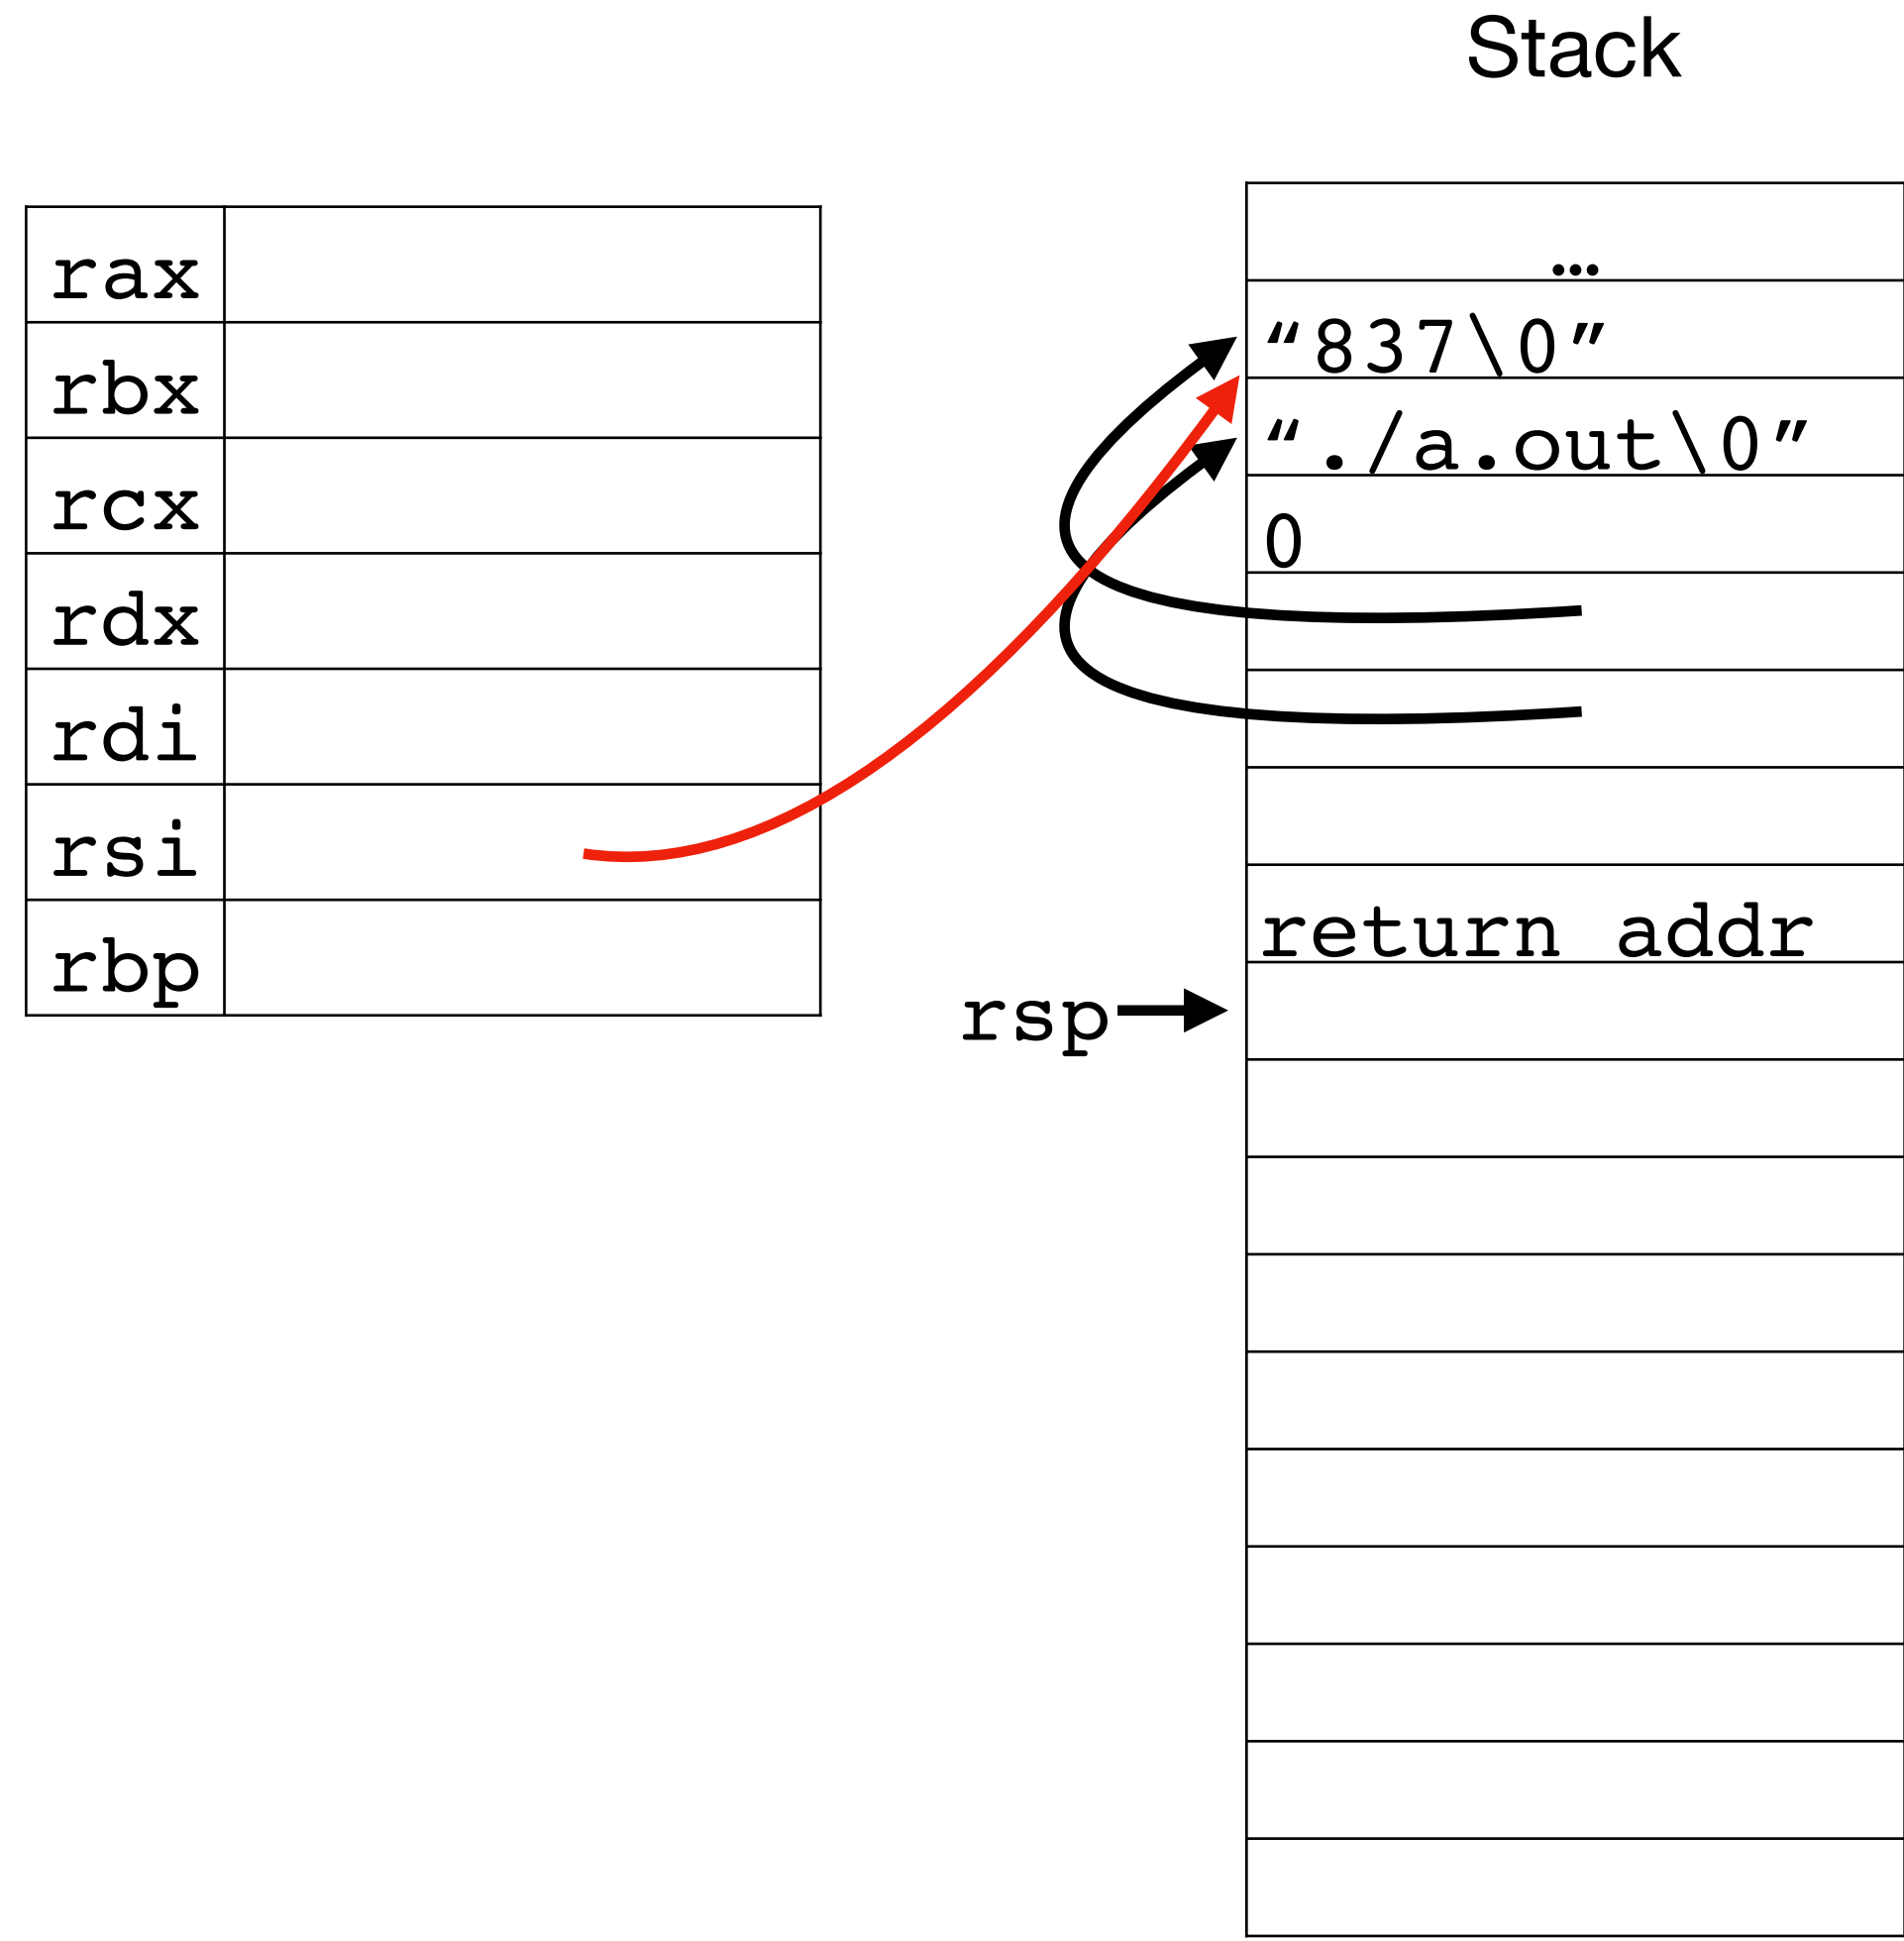 Stack
rax
rbx
rcx
rdx
rdi
rsi
rbp
…
“837\0”
“./a.out\0”
0
return addr
rsp